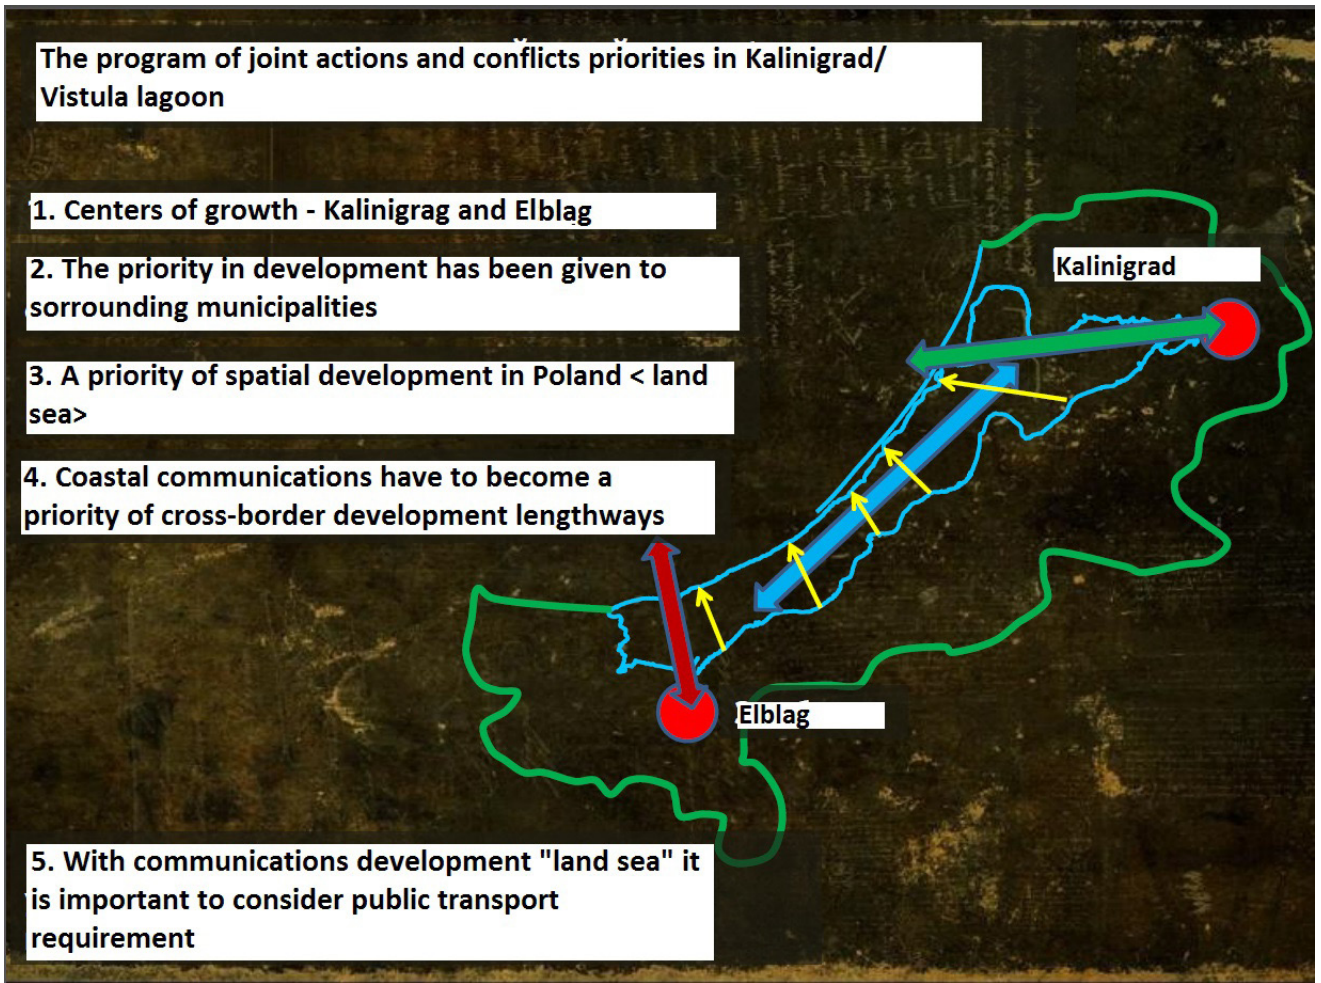 The program of joint actions and conflicts priorities in Kalinigrad/
Vistula lagoon
1. Centers of growth - Kalinigrag and Elblag
2. The priority in development has been given to
sorrounding municipalities
3. A priority of spatial development in Poland < land
sea>
4. Coastal communications have to become a
priority of cross-border development lengthways
Kalinigrad
Elblag
5. With communications development "land sea" it
is important to consider public transport
requirement